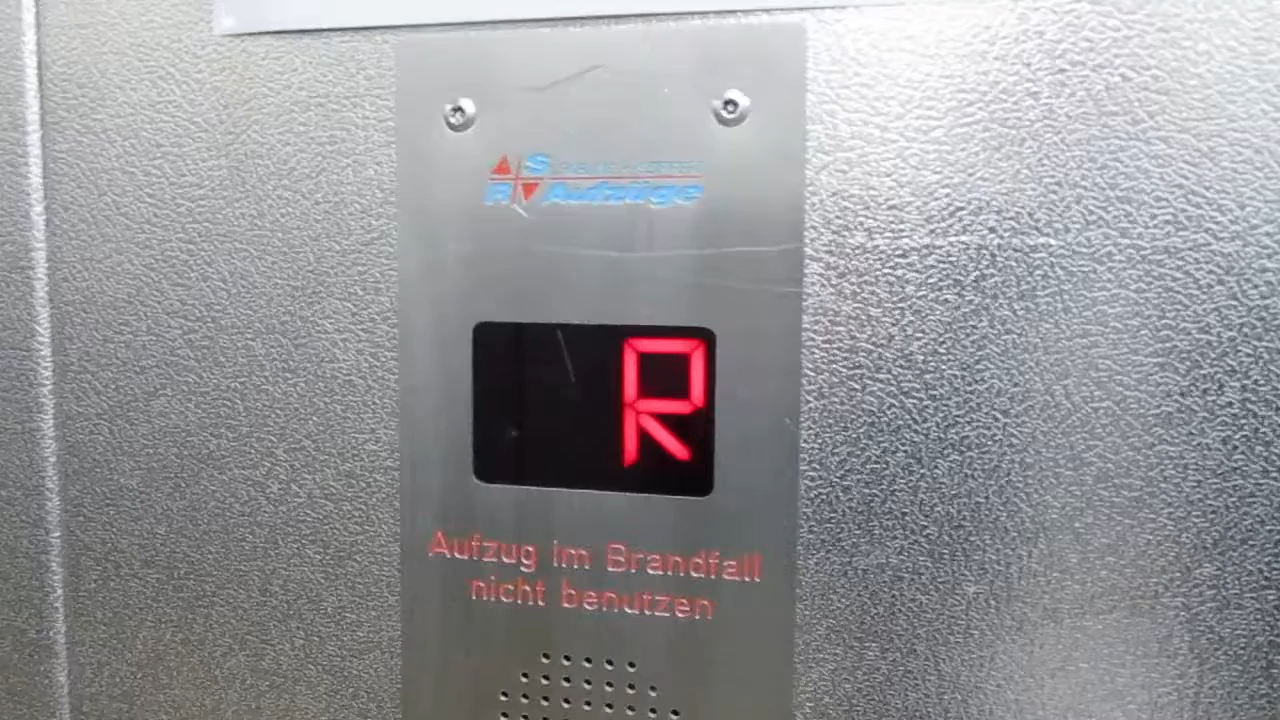 S
R Aufzüge
R
Aufzug im Brandfall
nicht benutzen